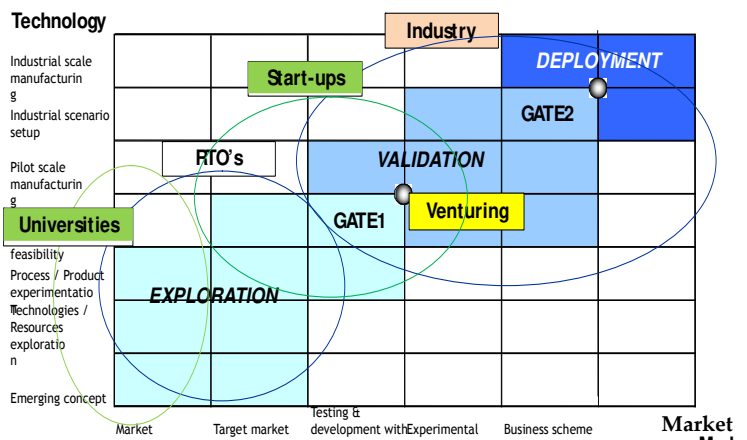 Technology
Industry
Industrial scale
manufacturin
g
DEPLOYMENT
Start-ups
Industrial scenario
setup
GATE2
RTO's
VALIDATION
Pilot scale
manufacturin
g
Universities
GATE1
Venturing
feasibility
Process / Product
experimentatio
n
EXPLORATION
Technologies /
Resources
exploratio
n
Emerging concept
Market
Target market
Testing &
development with
Experimental
Business scheme
Market